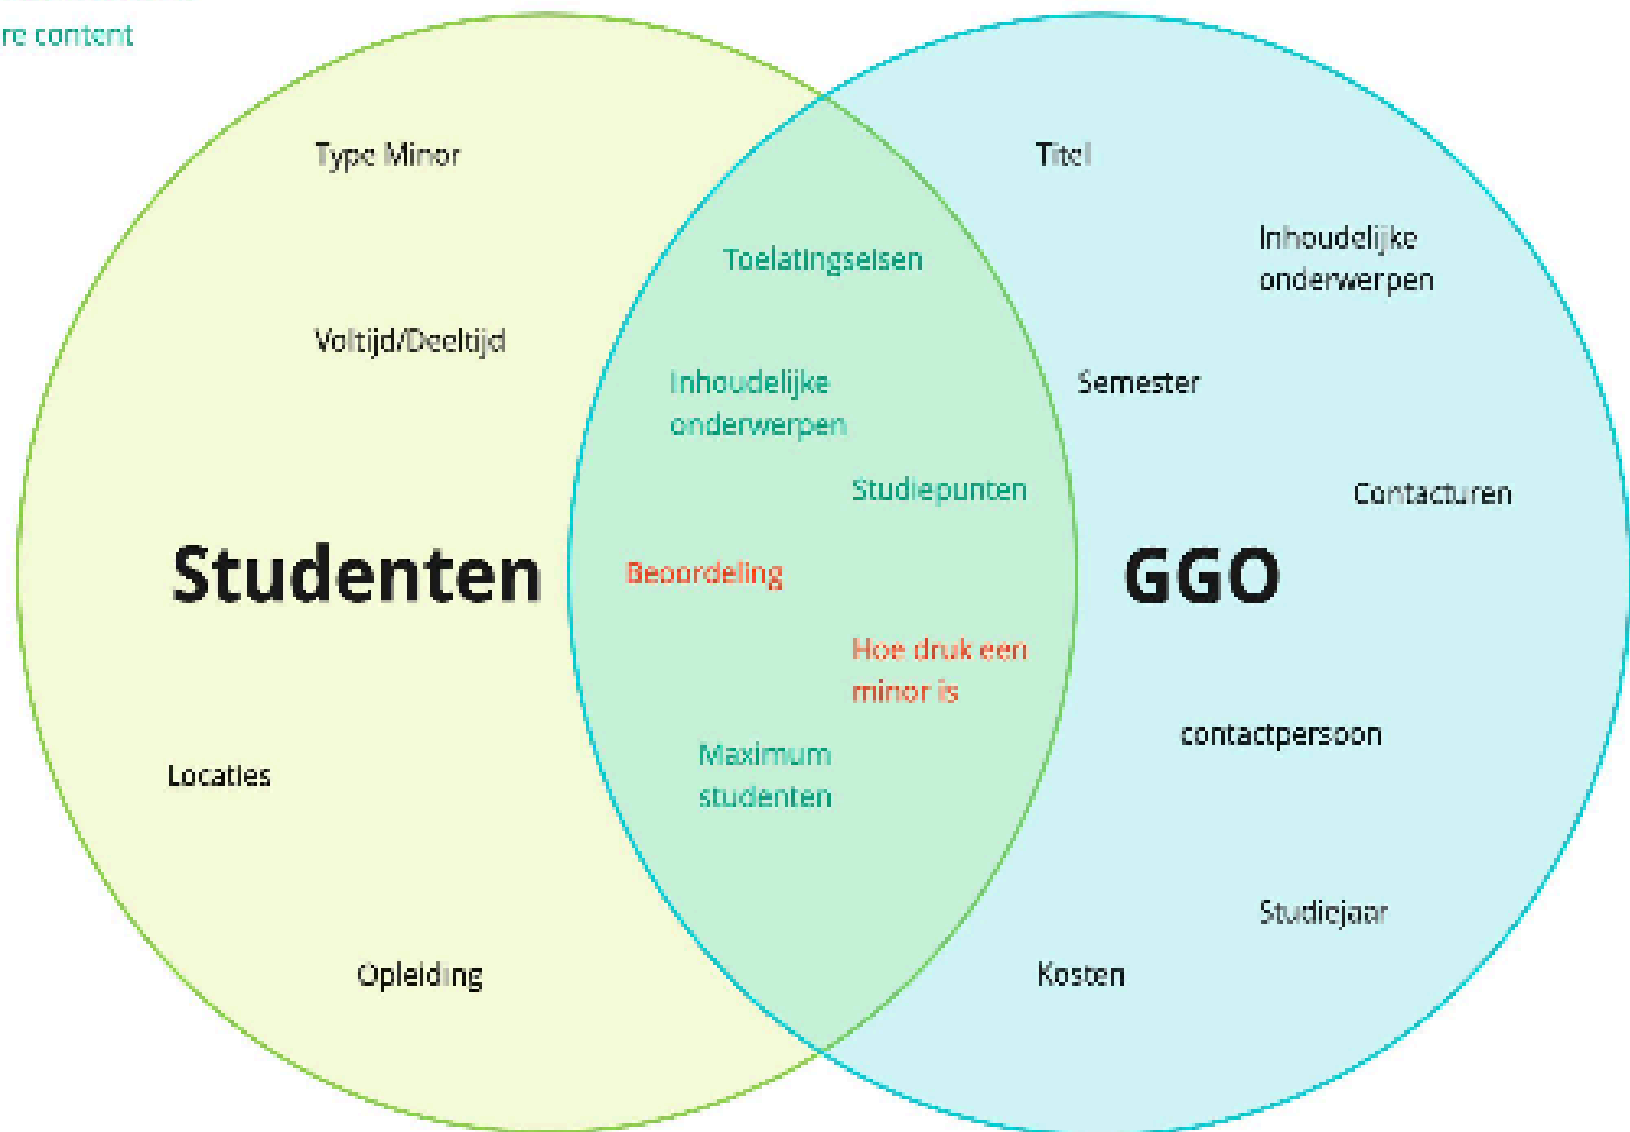 re content
Type Minor
Titel
Inhoudelijke
onderwerpen
Toelatingseisen
Voltijd/Deeltijd
Inhoudelijke
onderwerpen
Semester
Studiepunten
Contacturen
Studenten
Beoordeling
GGO
Hoe druk een
minor is
contactpersoon
Maximum
studenten
Locaties
Studiejaar
Opleiding
Kosten